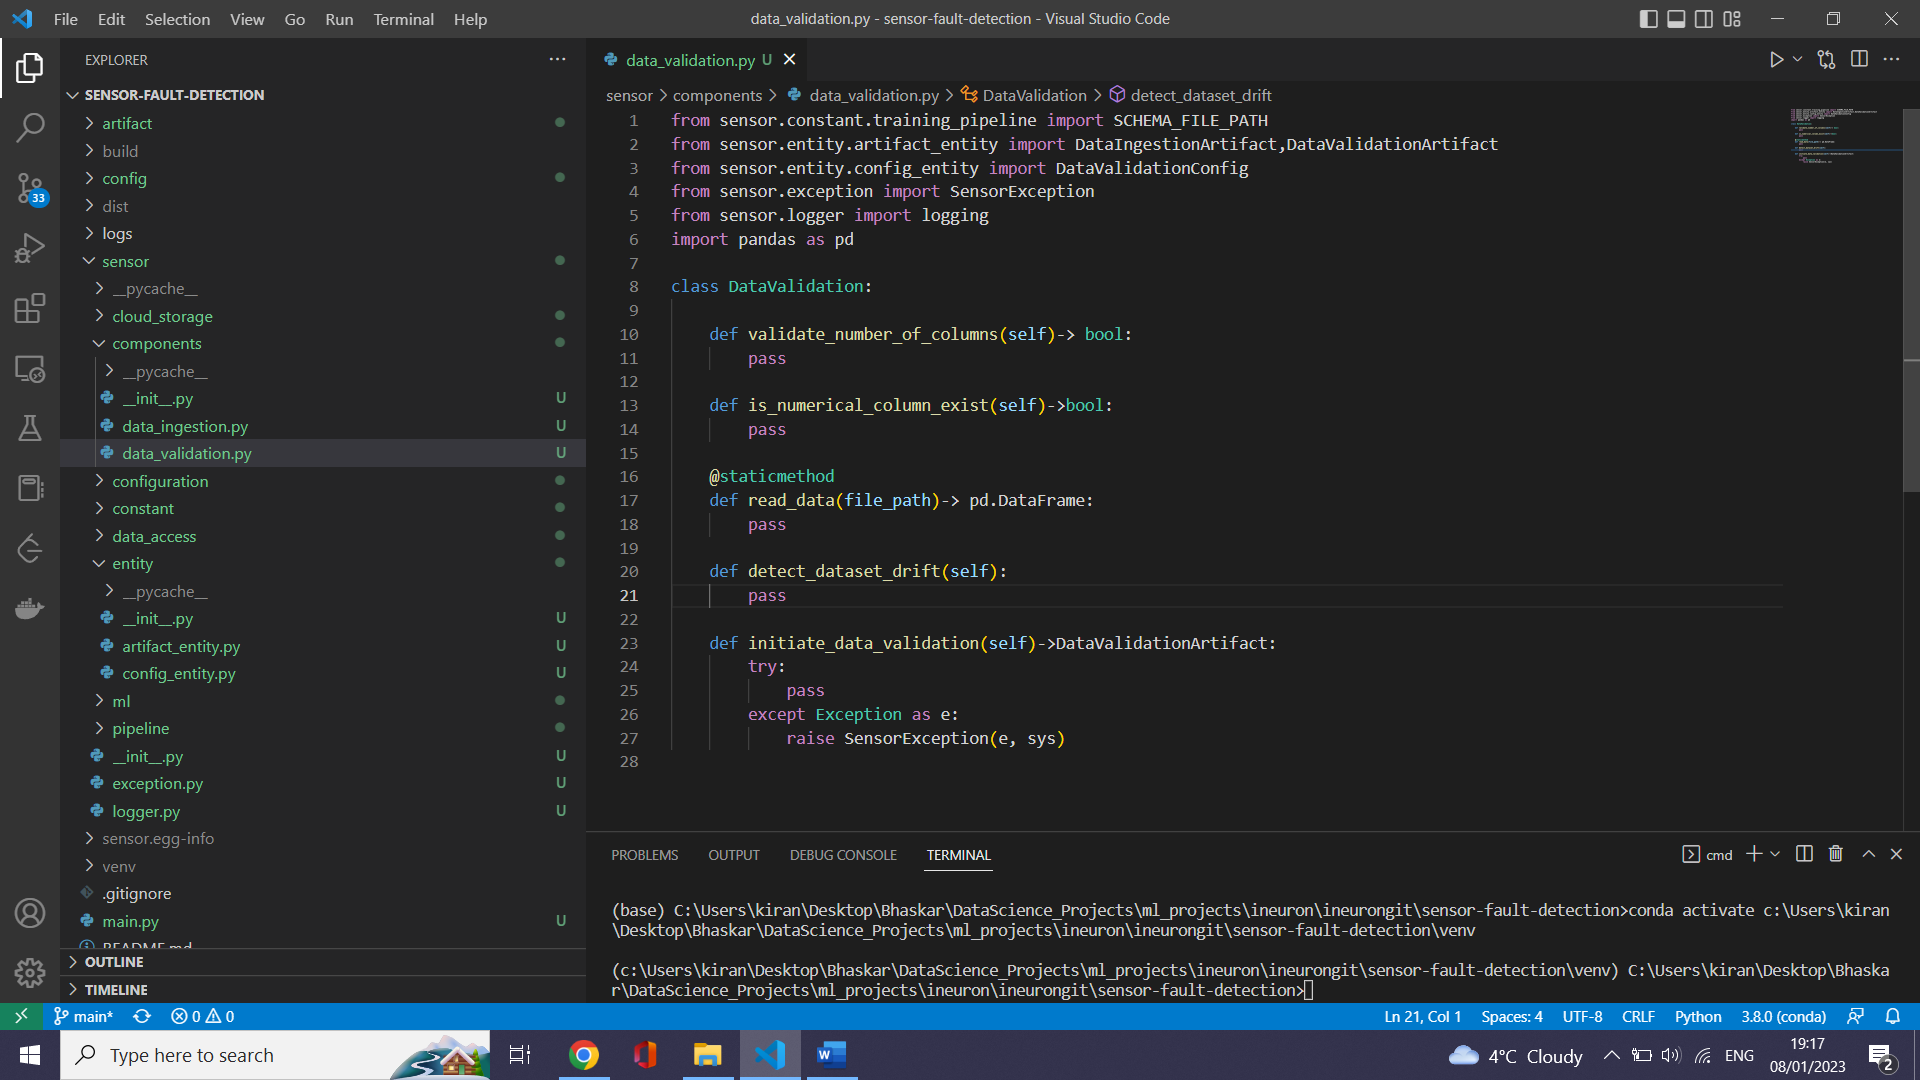 File Edit Selection View Go Run Terminal Help
data_validation.py - sensor-fault-detection - Visual Studio Code
EXPLORER
SENSOR-FAULT-DETECTION
artifact
build
config
dist
logs
sensor
__pycache__
cloud_storage
components
__pycache__
__init__.py U
data_ingestion.py U
data_validation.py U
configuration
constant
data_access
entity
__pycache__
__init__.py U
artifact_entity.py U
config_entity.py U
ml
pipeline
__init__.py U
exception.py U
logger.py U
sensor.egg-info
venv
.gitignore
main.py U
README.md
OUTLINE
TIMELINE
33
data_validation.py U
sensor > components > data_validation.py > DataValidation > detect_dataset_drift
1 from sensor.constant.training_pipeline import SCHEMA_FILE_PATH
2 from sensor.entity.artifact_entity import DataIngestionArtifact,DataValidationArtifact
3 from sensor.entity.config_entity import DataValidationConfig
4 from sensor.exception import SensorException
5 from sensor.logger import logging
6 import pandas as pd
7
8 class DataValidation:
9
10 def validate_number_of_columns(self)-> bool:
11 pass
12
13 def is_numerical_column_exist(self)->bool:
14 pass
15
16 @staticmethod
17 def read_data(file_path)-> pd.DataFrame:
18 pass
19
20 def detect_dataset_drift(self):
21 pass
22
23 def initiate_data_validation(self)->DataValidationArtifact:
24 try:
25 pass
26 except Exception as e:
27 raise SensorException(e, sys)
28
PROBLEMS OUTPUT DEBUG CONSOLE TERMINAL
cmd
(base) C:\Users\kiran\Desktop\Bhaskar\DataScience_Projects\ml_projects\ineuron\ineurongit\sensor-fault-detection>conda activate c:\Users\kiran
\Desktop\Bhaskar\DataScience_Projects\ml_projects\ineuron\ineurongit\sensor-fault-detection\venv
(c:\Users\kiran\Desktop\Bhaskar\DataScience_Projects\ml_projects\ineuron\ineurongit\sensor-fault-detection\venv) C:\Users\kiran\Desktop\Bhaska
r\DataScience_Projects\ml_projects\ineuron\ineurongit\sensor-fault-detection>
main* 0 0 Ln 21, Col 1 Spaces: 4 UTF-8 CRLF Python 3.8.0 (conda)
Type here to search
4°C Cloudy ENG
19:17
08/01/2023
2